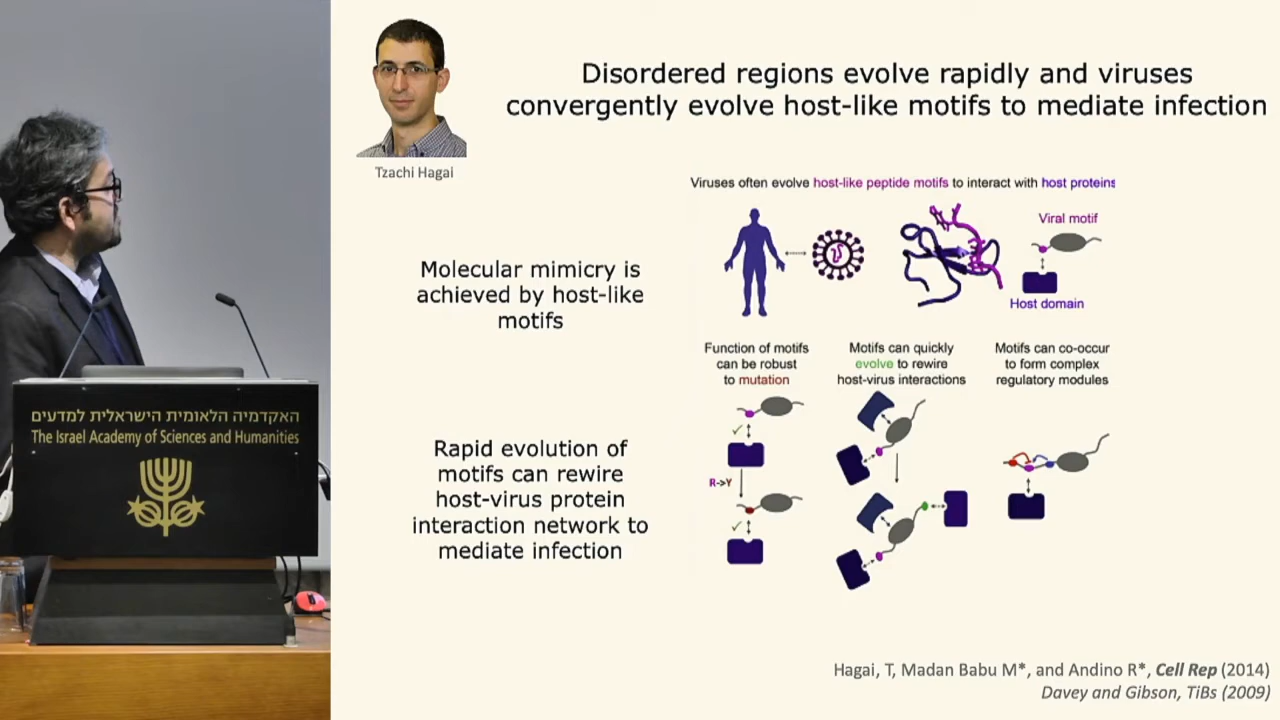 Disordered regions evolve rapidly and viruses
convergently evolve host-like motifs to mediate infection
Tzachi Hagai
Viruses often evolve host-like peptide motifs to interact with host proteins
Viral motif
Host domain
Molecular mimicry is
achieved by host-like
motifs
Function of motifs
can be robust
to mutation
Motifs can quickly
evolve to rewire
host-virus interactions
Motifs can co-occur
to form complex
regulatory modules
R->Y
Rapid evolution of
motifs can rewire
host-virus protein
interaction network to
mediate infection
האקדמיה הלאומית הישראלית למדעים
The Israel Academy of Sciences and Humanities
Hagai, T, Madan Babu M*, and Andino R*, Cell Rep (2014)
Davey and Gibson, TiBs (2009)